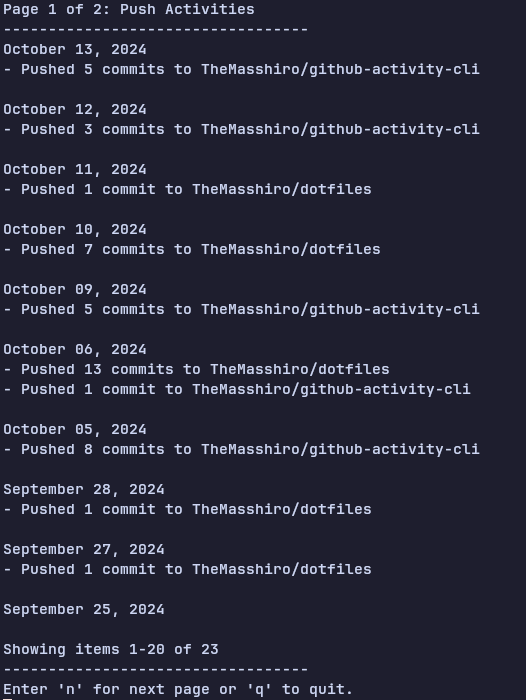 Page 1 of 2: Push Activities
----------------------------------
October 13, 2024
- Pushed 5 commits to TheMasshiro/github-activity-cli
October 12, 2024
- Pushed 3 commits to TheMasshiro/github-activity-cli
October 11, 2024
- Pushed 1 commit to TheMasshiro/dotfiles
October 10, 2024
- Pushed 7 commits to TheMasshiro/dotfiles
October 09, 2024
- Pushed 5 commits to TheMasshiro/github-activity-cli
October 06, 2024
- Pushed 13 commits to TheMasshiro/dotfiles
- Pushed 1 commit to TheMasshiro/github-activity-cli
October 05, 2024
- Pushed 8 commits to TheMasshiro/github-activity-cli
September 28, 2024
- Pushed 1 commit to TheMasshiro/dotfiles
September 27, 2024
- Pushed 1 commit to TheMasshiro/dotfiles
September 25, 2024
Showing items 1-20 of 23
----------------------------------
Enter 'n' for next page or 'q' to quit.